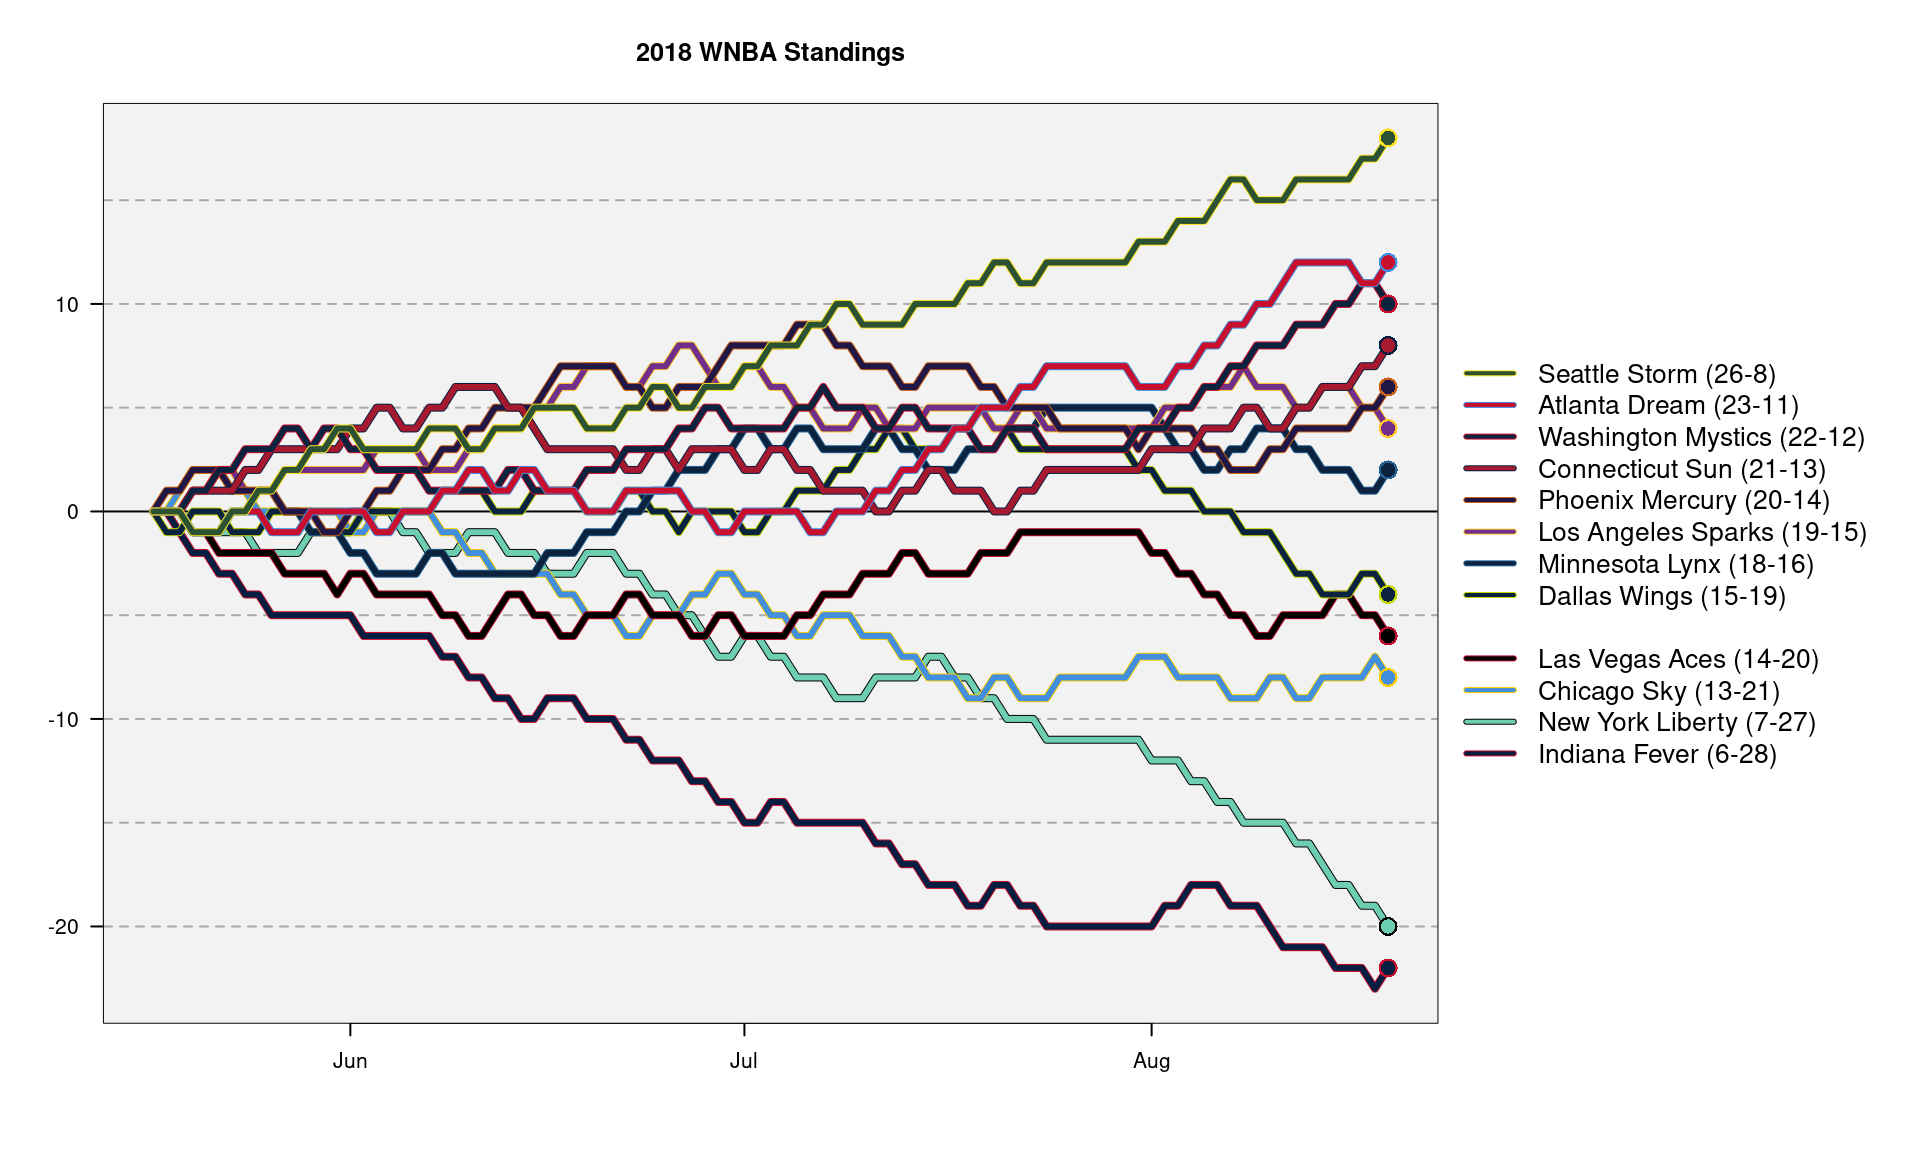 2018 WNBA Standings
10
0
-10
-20
Jun
Jul
Aug
Seattle Storm (26-8)
Atlanta Dream (23-11)
Washington Mystics (22-12)
Connecticut Sun (21-13)
Phoenix Mercury (20-14)
Los Angeles Sparks (19-15)
Minnesota Lynx (18-16)
Dallas Wings (15-19)
Las Vegas Aces (14-20)
Chicago Sky (13-21)
New York Liberty (7-27)
Indiana Fever (6-28)